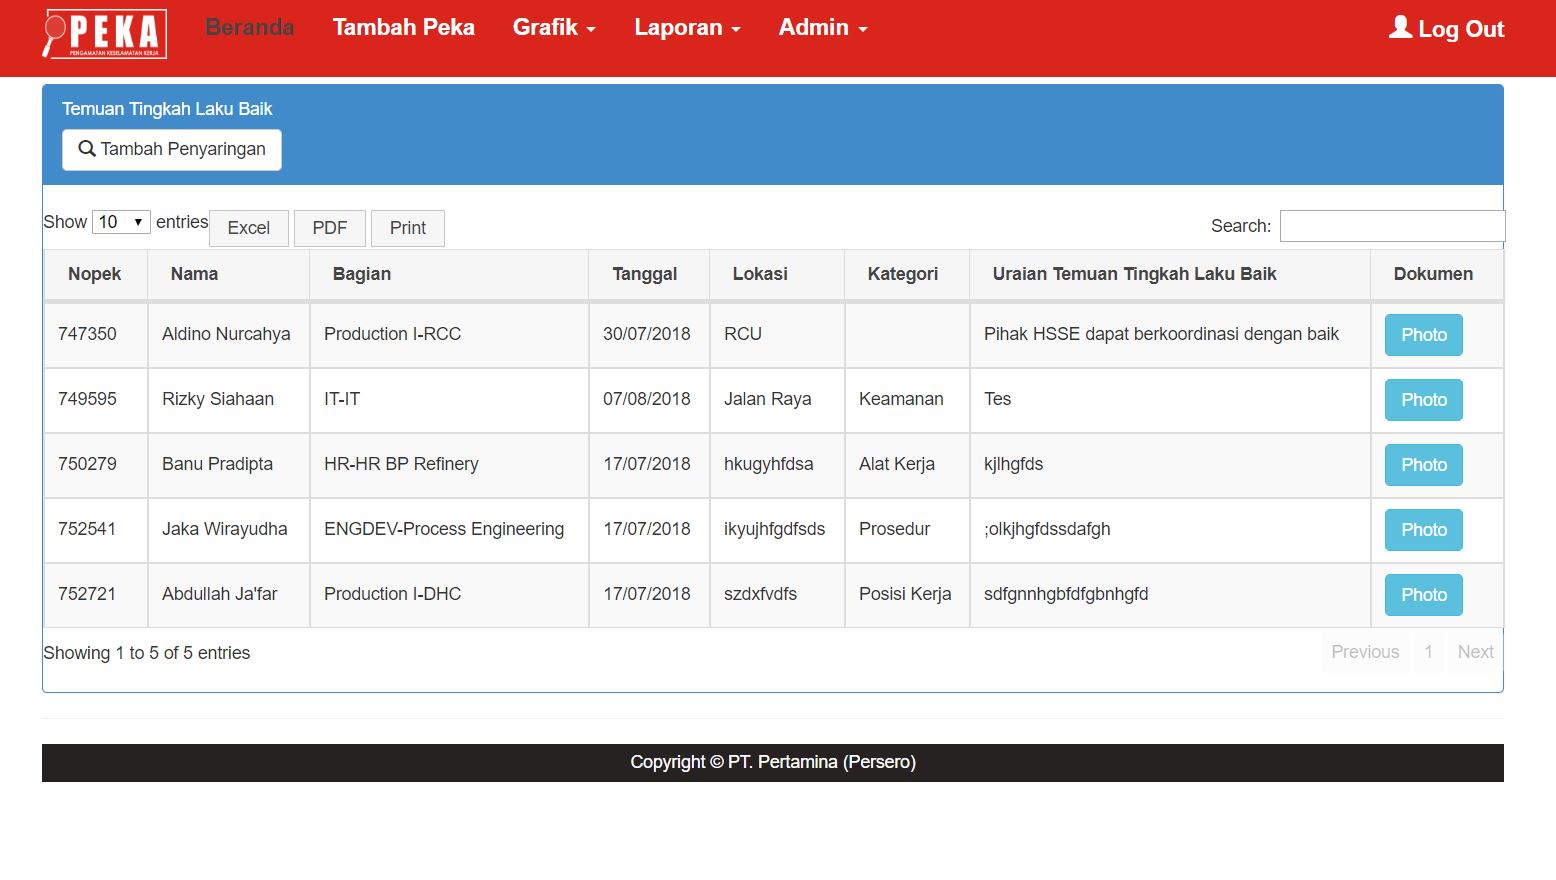 PEKA
PENGAMATAN KESELAMATAN KERJA
Beranda Tambah Peka Grafik Laporan Admin Log Out
Temuan Tingkah Laku Baik
Tambah Penyaringan
Show 10 entries Excel PDF Print Search:
Nopek Nama Bagian Tanggal Lokasi Kategori Uraian Temuan Tingkah Laku Baik Dokumen
747350 Aldino Nurcahya Production I-RCC 30/07/2018 RCU Pihak HSSE dapat berkoordinasi dengan baik Photo
749595 Rizky Siahaan IT-IT 07/08/2018 Jalan Raya Keamanan Tes Photo
750279 Banu Pradipta HR-HR BP Refinery 17/07/2018 hkugyhfdsa Alat Kerja kjlhgfds Photo
752541 Jaka Wirayudha ENGDEV-Process Engineering 17/07/2018 ikyujhfgdfsds Prosedur ;olkjhgfdssdafgh Photo
752721 Abdullah Ja'far Production I-DHC 17/07/2018 szdxfvdfs Posisi Kerja sdfgnnhgbfdfgbnhgfd Photo
Showing 1 to 5 of 5 entries Previous 1 Next
Copyright © PT. Pertamina (Persero)